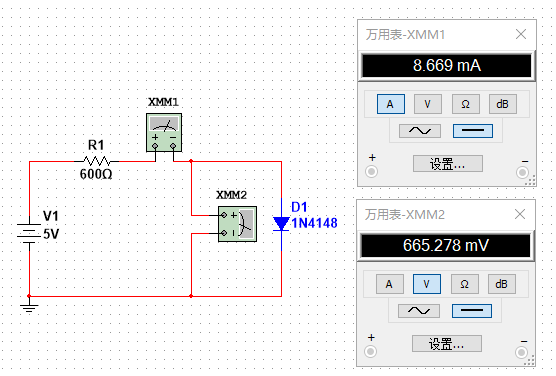 万用表-XMM1
8.669 mA
A V Ω dB
+ 设置... −
XMM1
+ −
R1
600Ω
V1
5V
XMM2
+
D1
1N4148
万用表-XMM2
665.278 mV
A V Ω dB
+ 设置... −